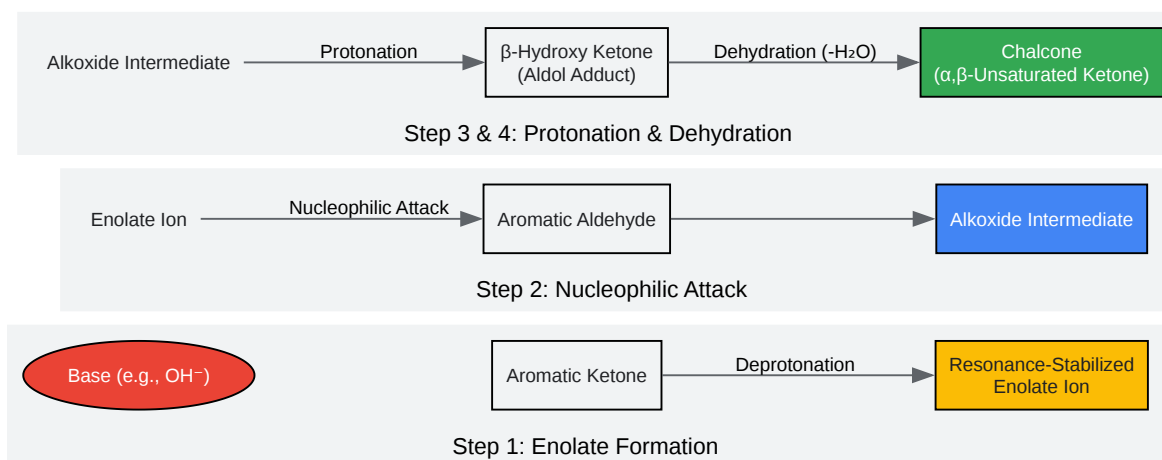 Alkoxide Intermediate
Protonation
β-Hydroxy Ketone
(Aldol Adduct)
Dehydration (-H₂O)
Chalcone
(α,β-Unsaturated Ketone)
Step 3 & 4: Protonation & Dehydration
Enolate Ion
Nucleophilic Attack
Aromatic Aldehyde
Alkoxide Intermediate
Step 2: Nucleophilic Attack
Base (e.g., OH⁻)
Aromatic Ketone
Deprotonation
Resonance-Stabilized
Enolate Ion
Step 1: Enolate Formation